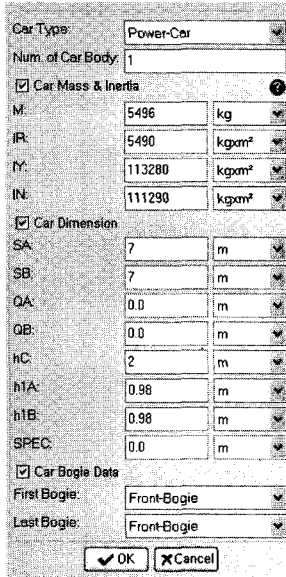 Car Type: Power-Car
Num. of Car Body: 1
Car Mass & Inertia
M: 5496 kg
IR: 5490 kgxm²
IY: 113280 kgxm²
IN: 111290 kgxm²
Car Dimension
SA: 7 m
SB: 7 m
QA: 0.0 m
QB: 0.0 m
hC: 2 m
h1A: 0.98 m
h1B: 0.98 m
SPEC: 0.0 m
Car Bogie Data
First Bogie: Front-Bogie
Last Bogie: Front-Bogie
OK Cancel